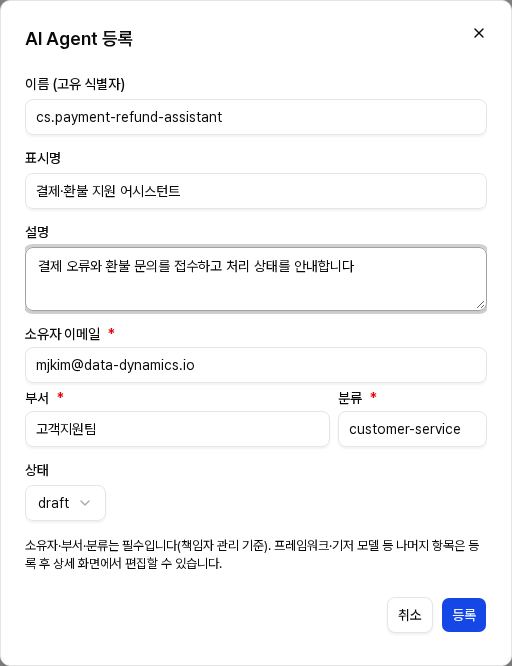 AI Agent 등록
이름 (고유 식별자)
cs.payment-refund-assistant
표시명
결제·환불 지원 어시스턴트
설명
결제 오류와 환불 문의를 접수하고 처리 상태를 안내합니다
소유자 이메일 *
mjkim@data-dynamics.io
부서 * 분류 *
고객지원팀 customer-service
상태
draft
소유자·부서·분류는 필수입니다(책임자 관리 기준). 프레임워크·기저 모델 등 나머지 항목은 등
록 후 상세 화면에서 편집할 수 있습니다.
취소 등록